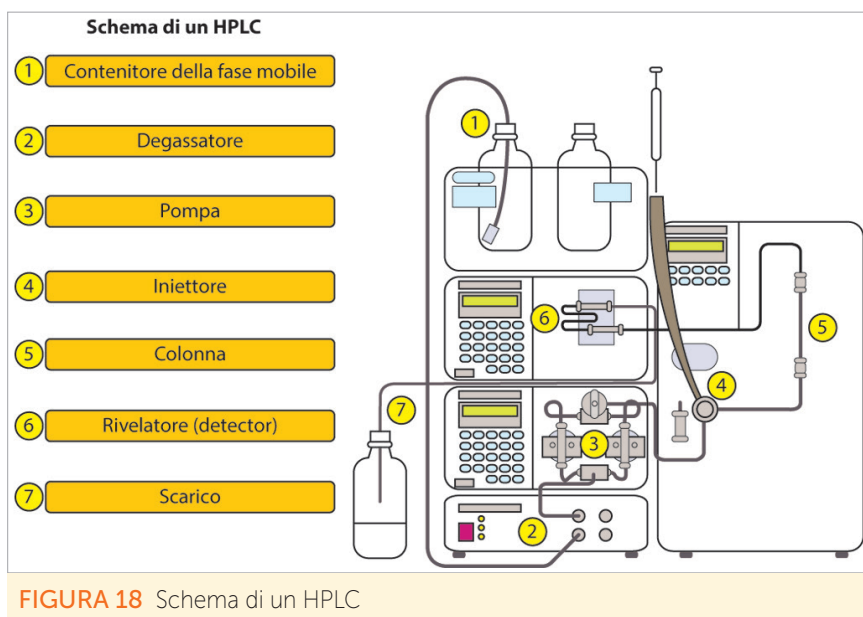 Schema di un HPLC
1 Contenitore della fase mobile
2 Degassatore
3 Pompa
4 Iniettore
5 Colonna
6 Rivelatore (detector)
7 Scarico
1
6
5
4
7
3
2
FIGURA 18 Schema di un HPLC